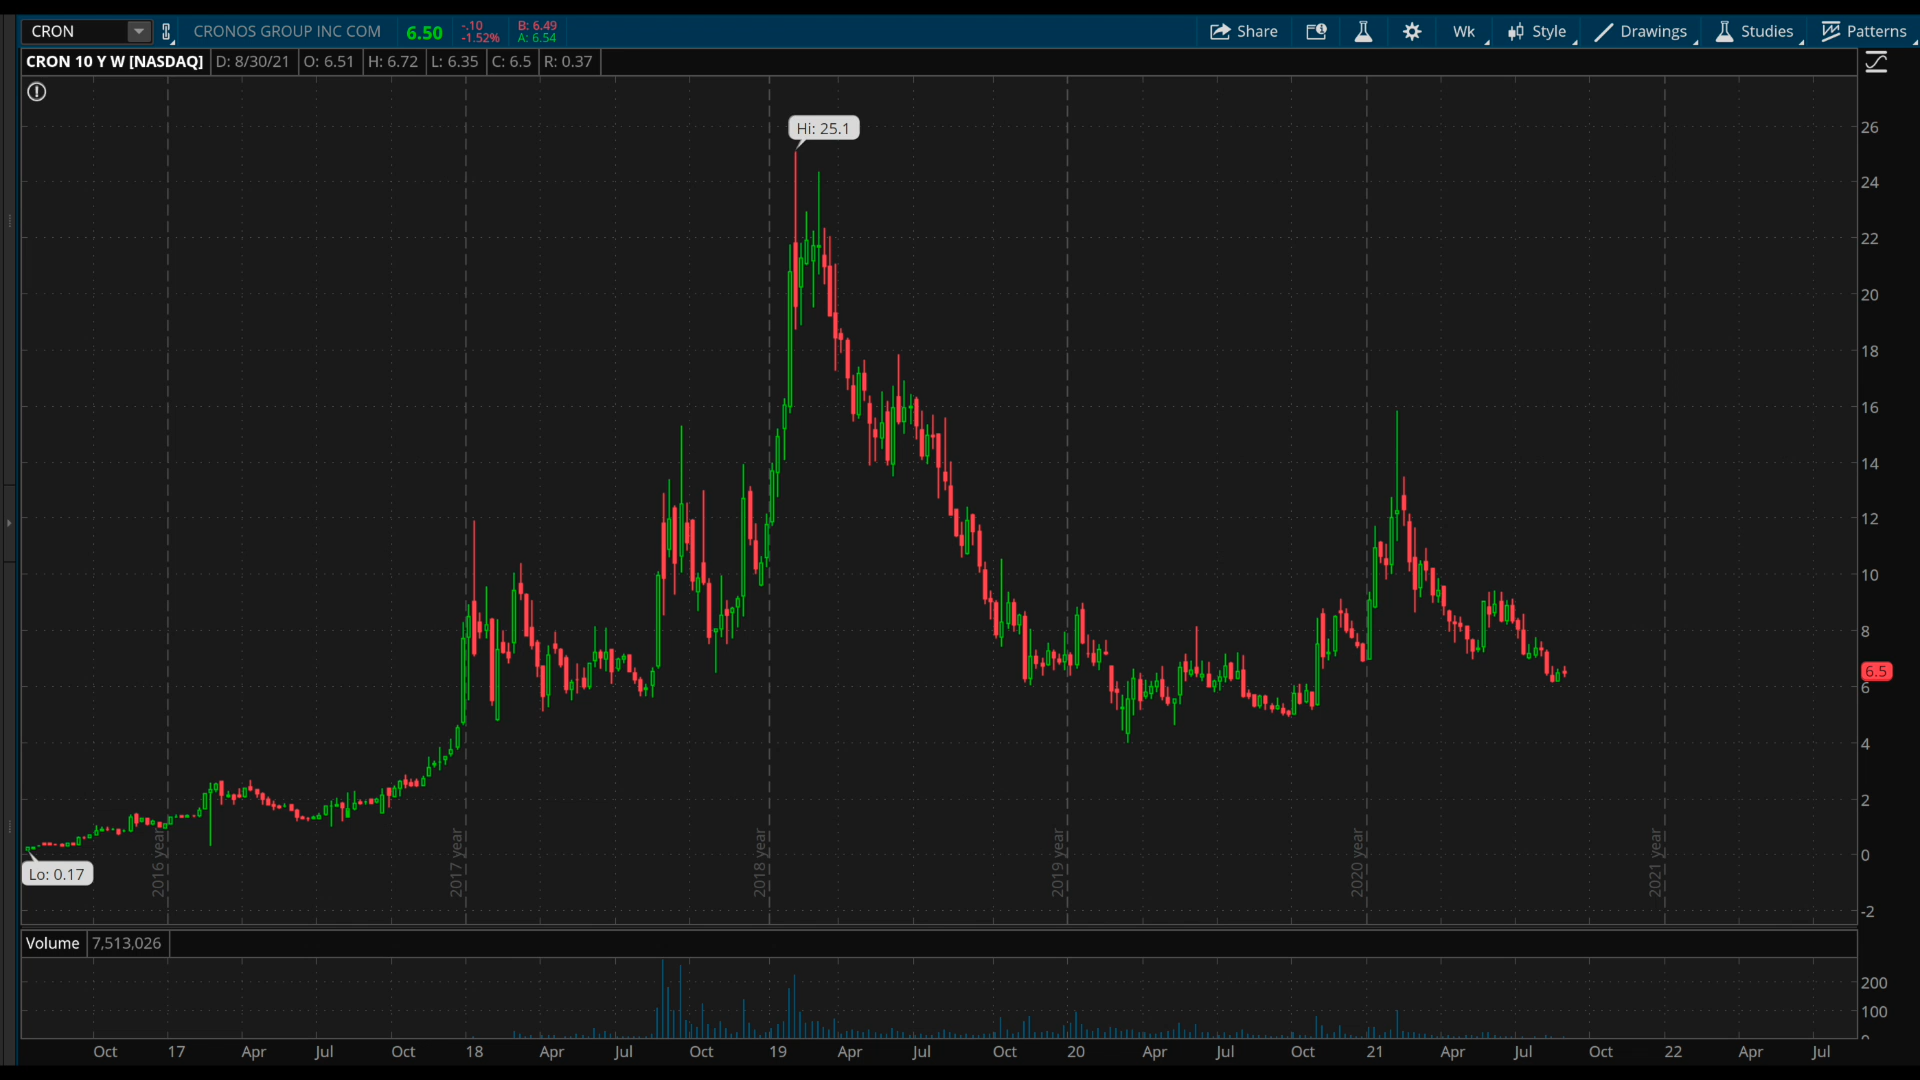 CRON CRONOS GROUP INC COM 6.50 -.10 B: 6.49 Share Wk Style Drawings Studies Patterns
-1.52% A: 6.54
CRON 10 Y W [NASDAQ] D: 8/30/21 O: 6.51 H: 6.72 L: 6.35 C: 6.5 R: 0.37
Hi: 25.1
26
24
22
20
18
16
14
12
10
8
6.5
6
4
2
0
-2
Lo: 0.17
2016 year
2017 year
2018 year
2019 year
2020 year
2021 year
Volume 7,513,026
200
100
Oct 17 Apr Jul Oct 18 Apr Jul Oct 19 Apr Jul Oct 20 Apr Jul Oct 21 Apr Jul Oct 22 Apr Jul